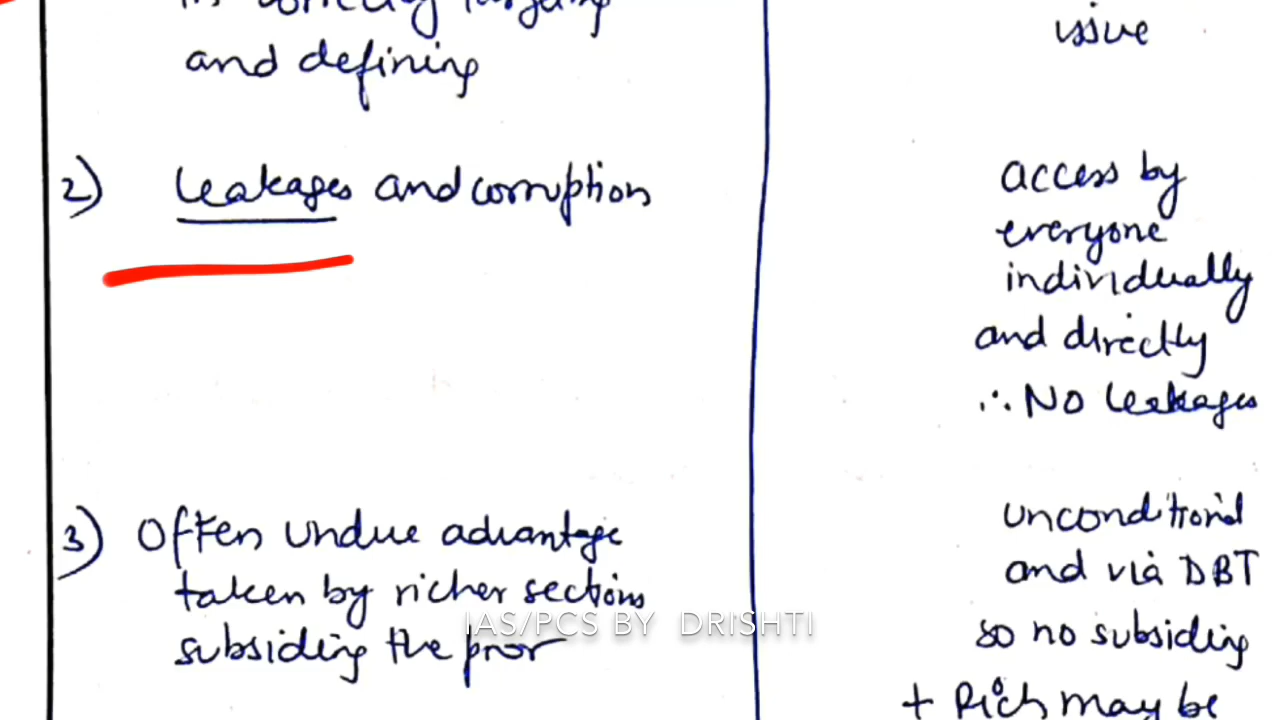 and defining
2) Leakages and corruption
3) Often undue advantage
taken by richer sections
subsiding the poor
issue
access by
everyone
individually
and directly
∴ No leakages
unconditional
and via DBT
so no subsiding
+ Rich may be
IAS/PCS BY DRISHTI